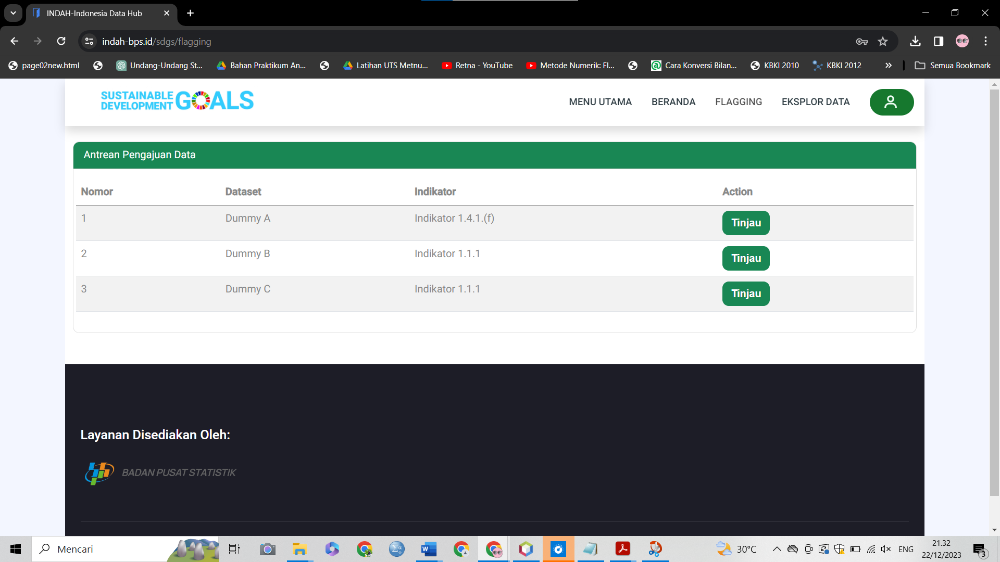 INDAH-Indonesia Data Hub
indah-bps.id/sdgs/flagging
page02new.html
Undang-Undang St...
Bahan Praktikum An...
Latihan UTS Metnu...
Retna - YouTube
Metode Numerik: FI...
Cara Konversi Bilan...
KBKI 2010
KBKI 2012
Semua Bookmark
SUSTAINABLE
DEVELOPMENT
GOALS
MENU UTAMA
BERANDA
FLAGGING
EKSPLOR DATA
Antrean Pengajuan Data
Nomor Dataset Indikator Action
1 Dummy A Indikator 1.4.1.(f) Tinjau
2 Dummy B Indikator 1.1.1 Tinjau
3 Dummy C Indikator 1.1.1 Tinjau
Layanan Disediakan Oleh:
BADAN PUSAT STATISTIK
Mencari
30°C
ENG
21.32
22/12/2023
3